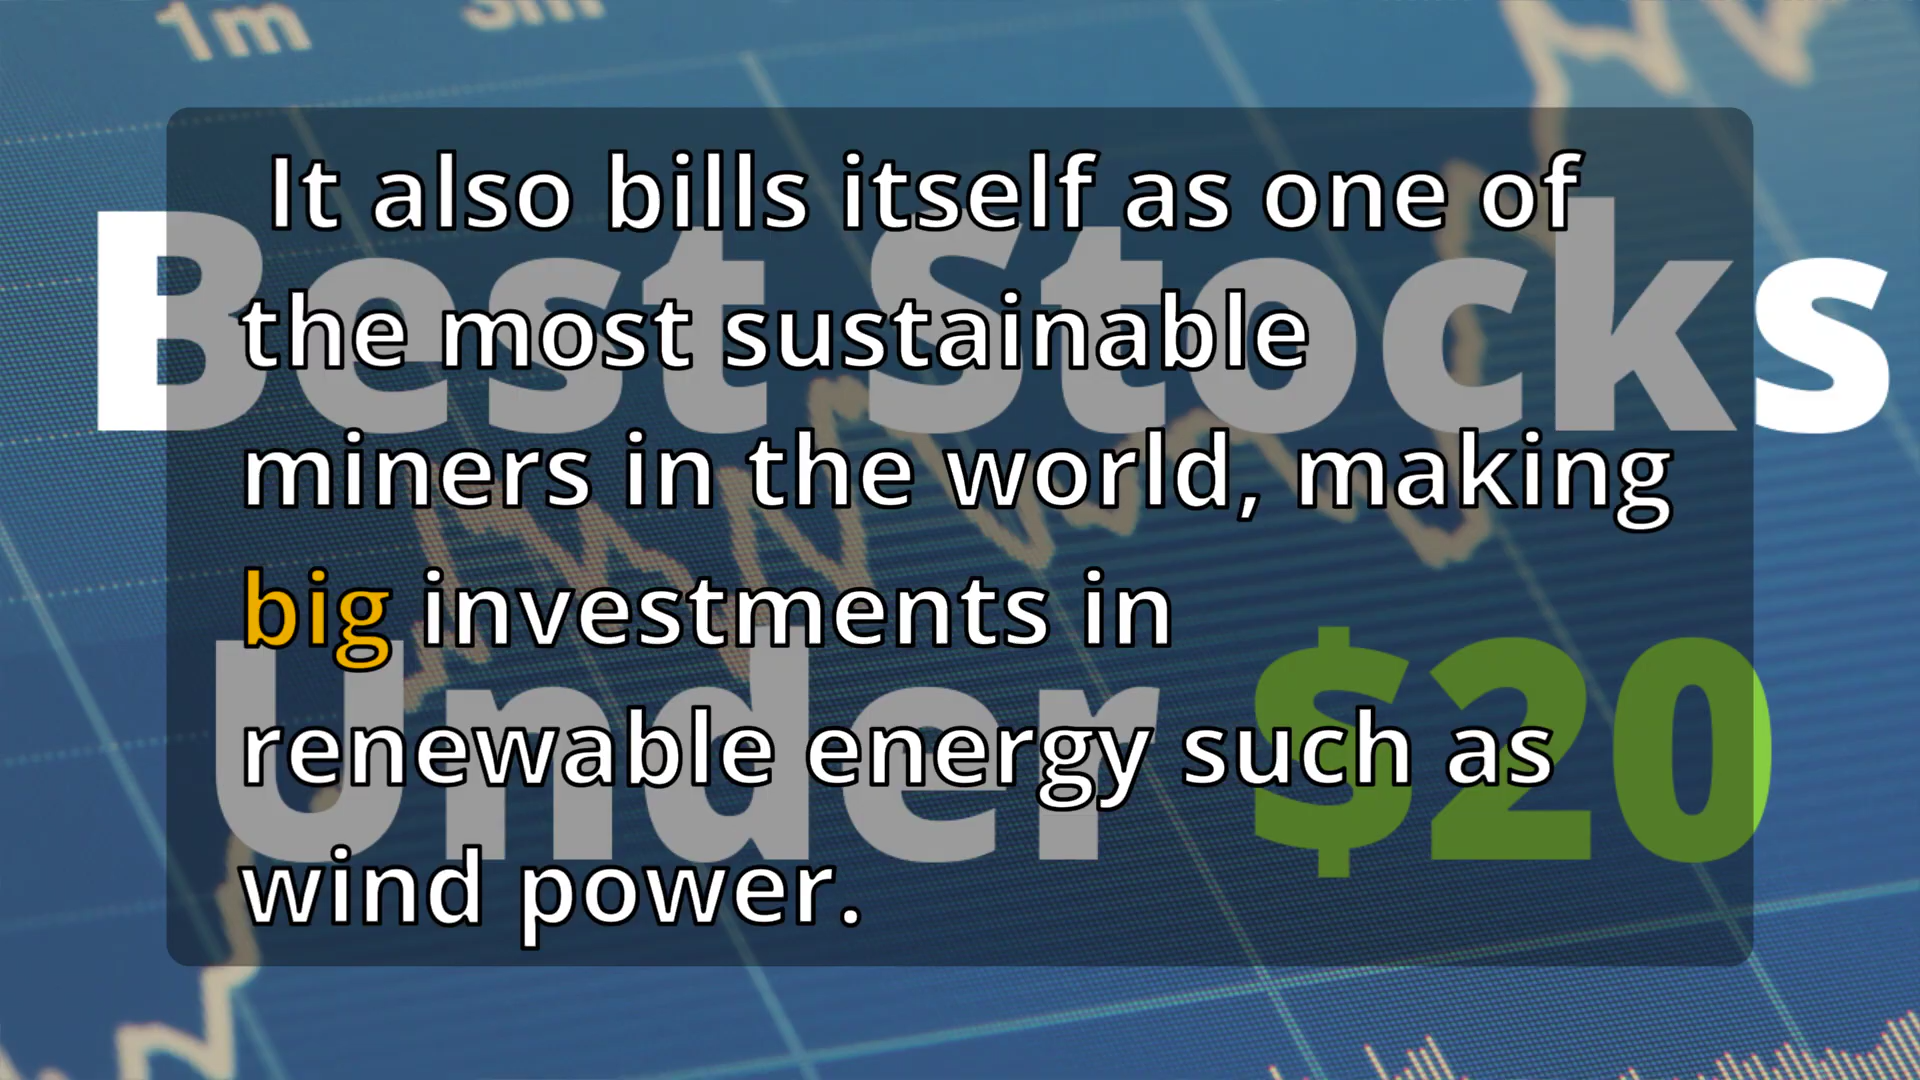 1m 3m
It also bills itself as one of
Best Stocks
the most sustainable
miners in the world, making
big investments in
Under $20
renewable energy such as
wind power.